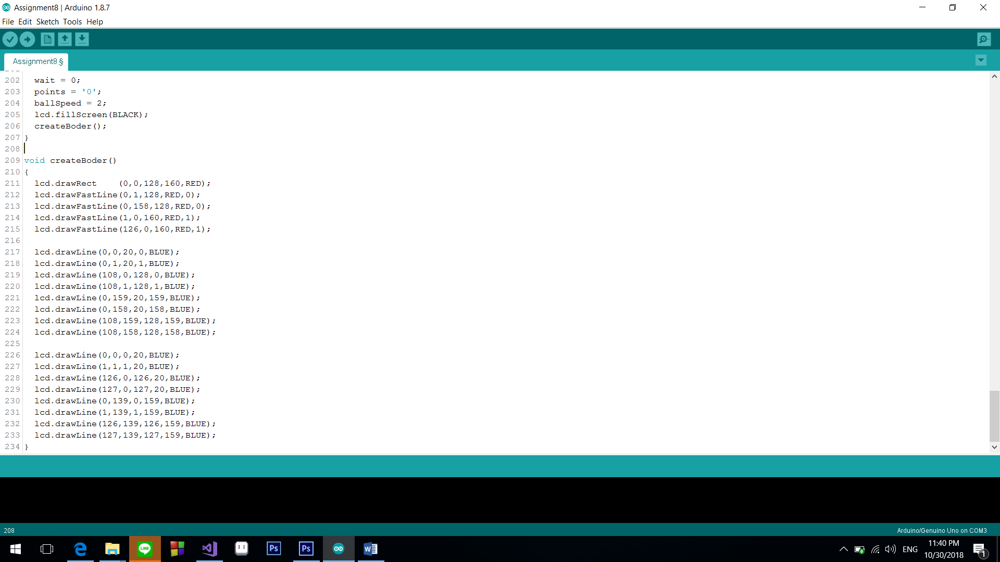 Assignment8 | Arduino 1.8.7
File Edit Sketch Tools Help
Assignment8 §
202 wait = 0;
203 points = '0';
204 ballSpeed = 2;
205 lcd.fillScreen(BLACK);
206 createBoder();
207 }
208
209 void createBoder()
210 {
211 lcd.drawRect    (0,0,128,160,RED);
212 lcd.drawFastLine(0,1,128,RED,0);
213 lcd.drawFastLine(0,158,128,RED,0);
214 lcd.drawFastLine(1,0,160,RED,1);
215 lcd.drawFastLine(126,0,160,RED,1);
216
217 lcd.drawLine(0,0,20,0,BLUE);
218 lcd.drawLine(0,1,20,1,BLUE);
219 lcd.drawLine(108,0,128,0,BLUE);
220 lcd.drawLine(108,1,128,1,BLUE);
221 lcd.drawLine(0,159,20,159,BLUE);
222 lcd.drawLine(0,158,20,158,BLUE);
223 lcd.drawLine(108,159,128,159,BLUE);
224 lcd.drawLine(108,158,128,158,BLUE);
225
226 lcd.drawLine(0,0,0,20,BLUE);
227 lcd.drawLine(1,1,1,20,BLUE);
228 lcd.drawLine(126,0,126,20,BLUE);
229 lcd.drawLine(127,0,127,20,BLUE);
230 lcd.drawLine(0,139,0,159,BLUE);
231 lcd.drawLine(1,139,1,159,BLUE);
232 lcd.drawLine(126,139,126,159,BLUE);
233 lcd.drawLine(127,139,127,159,BLUE);
234 }
208
Arduino/Genuino Uno on COM3
LINE
Ps
Ps
W
ENG
11:40 PM
10/30/2018
1